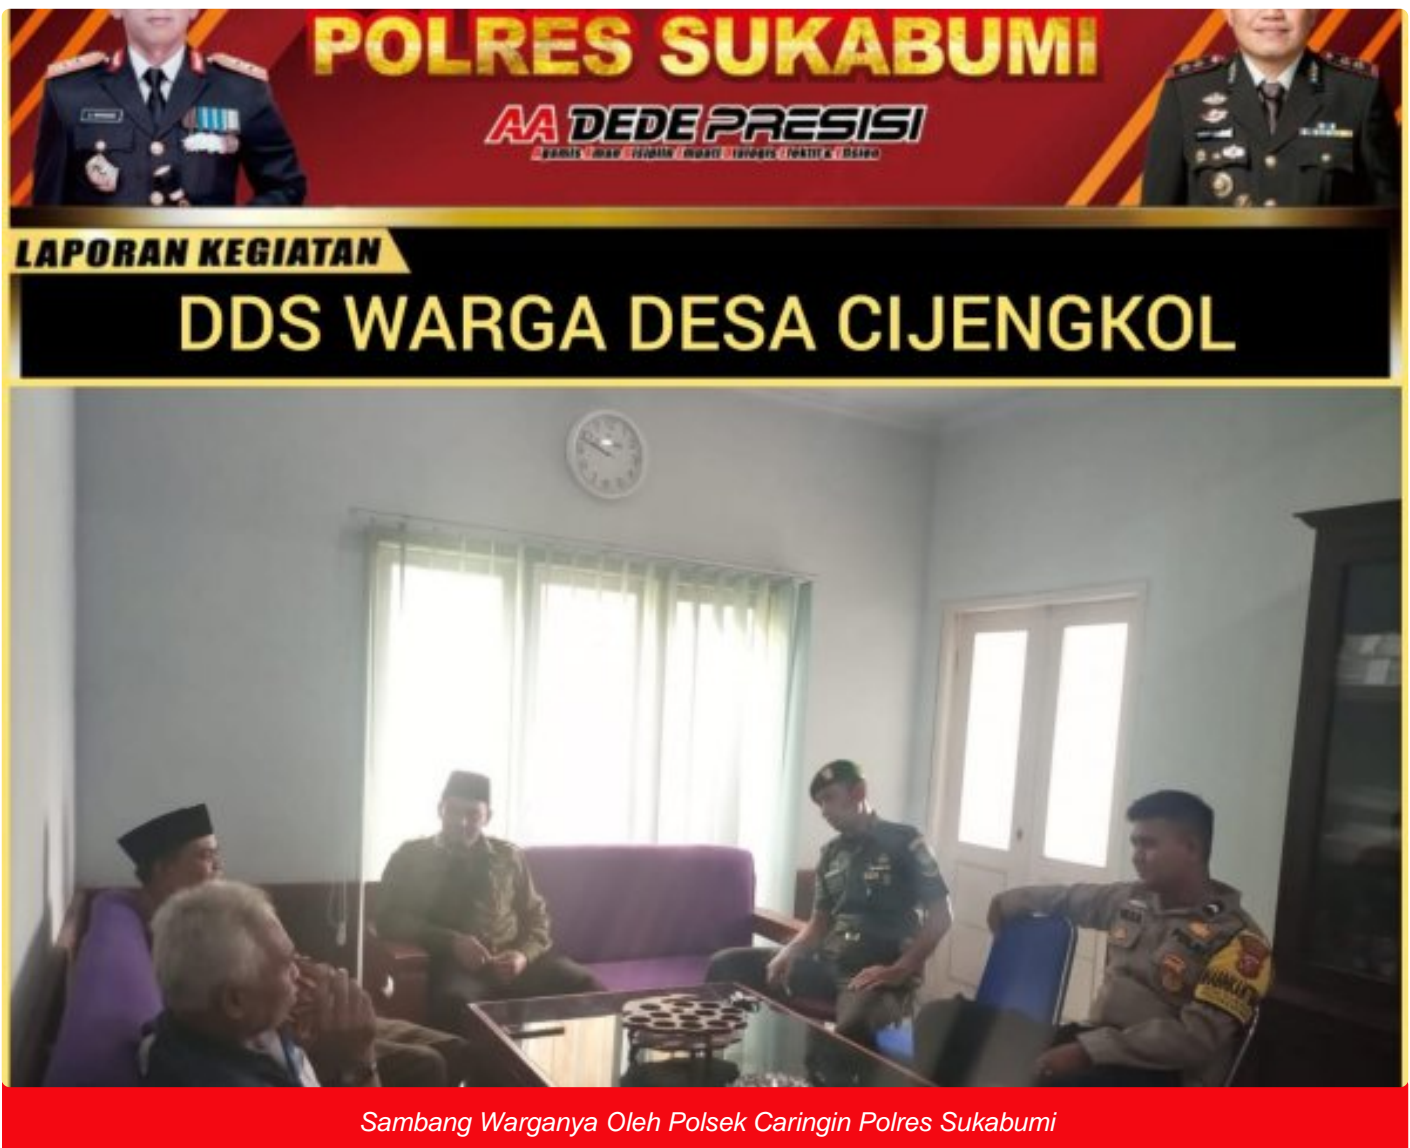 POLRES SUKABUMI
AA DEDE PRESISI
LAPORAN KEGIATAN
DDS WARGA DESA CIJENGKOL
Sambang Warganya Oleh Polsek Caringin Polres Sukabumi